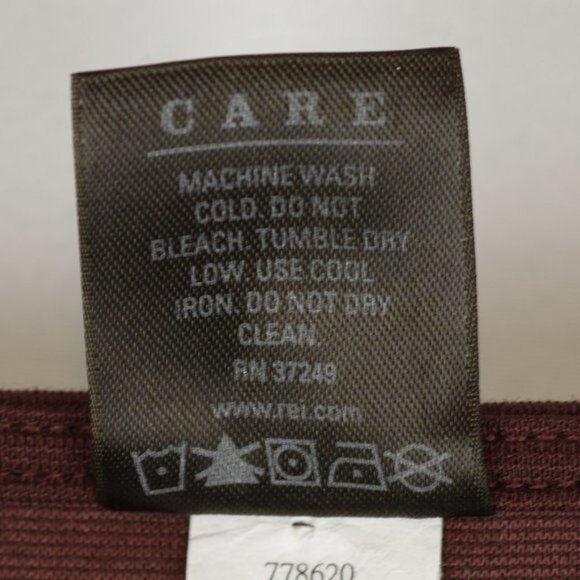 CARE
MACHINE WASH
COLD. DO NOT
BLEACH. TUMBLE DRY
LOW. USE COOL
IRON. DO NOT DRY
CLEAN.
RN 37249
www.rei.com
778620